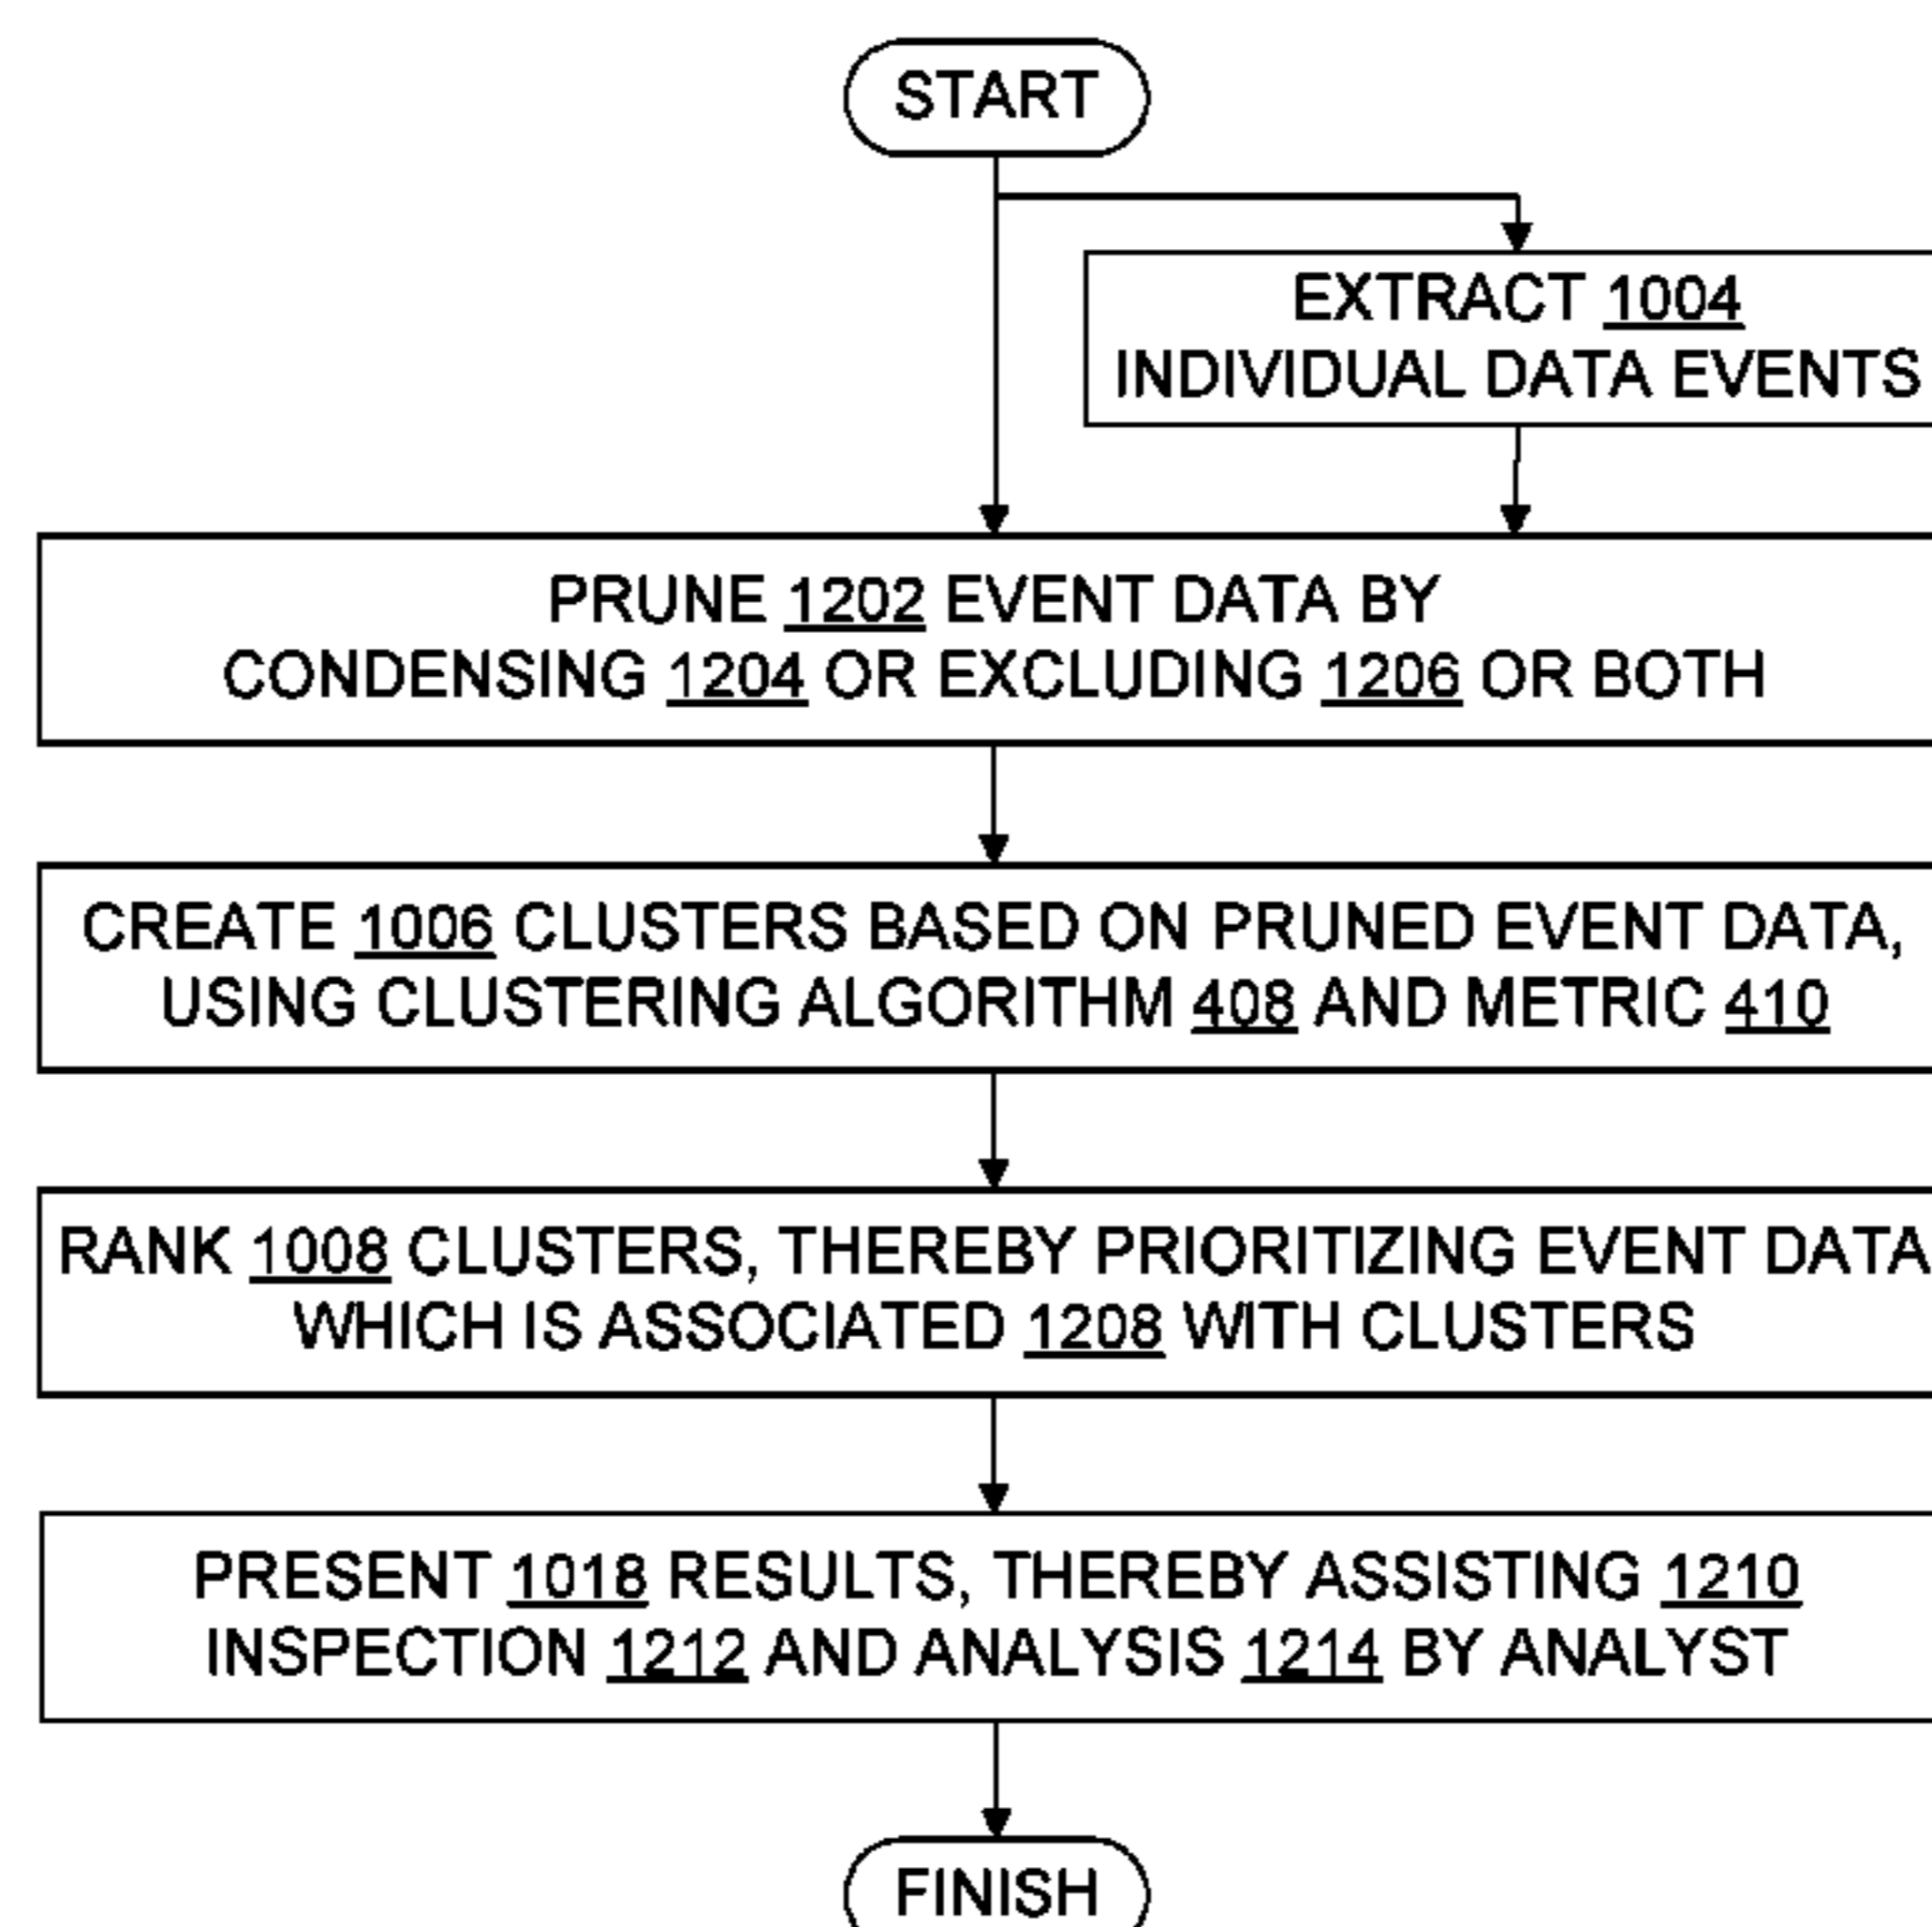 START
EXTRACT 1004
INDIVIDUAL DATA EVENTS
PRUNE 1202 EVENT DATA BY
CONDENSING 1204 OR EXCLUDING 1206 OR BOTH
CREATE 1006 CLUSTERS BASED ON PRUNED EVENT DATA,
USING CLUSTERING ALGORITHM 408 AND METRIC 410
RANK 1008 CLUSTERS, THEREBY PRIORITIZING EVENT DATA
WHICH IS ASSOCIATED 1208 WITH CLUSTERS
PRESENT 1018 RESULTS, THEREBY ASSISTING 1210
INSPECTION 1212 AND ANALYSIS 1214 BY ANALYST
FINISH